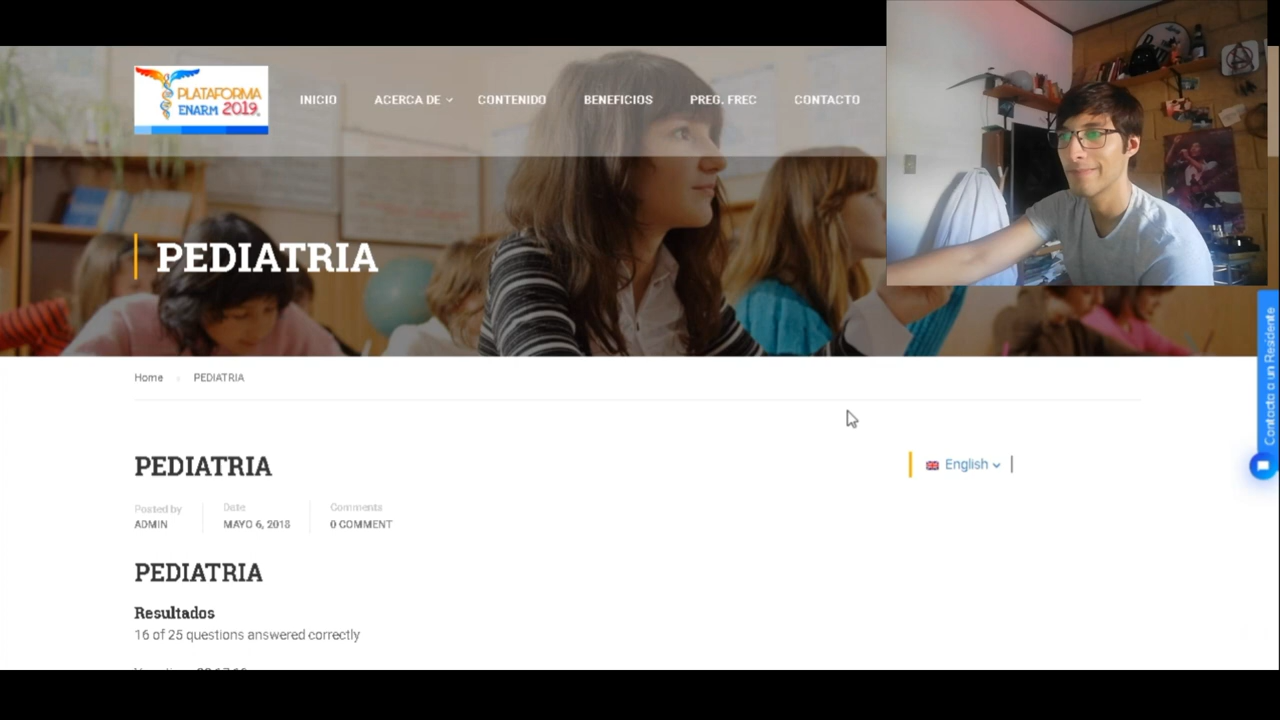 PLATAFORMA
ENARM 2019
INICIO
ACERCA DE
CONTENIDO
BENEFICIOS
PREG. FREC
CONTACTO
PEDIATRIA
Contacta a un Residente
Home
PEDIATRIA
PEDIATRIA
English
Posted by
ADMIN
Date
MAYO 6, 2018
Comments
0 COMMENT
PEDIATRIA
Resultados
16 of 25 questions answered correctly